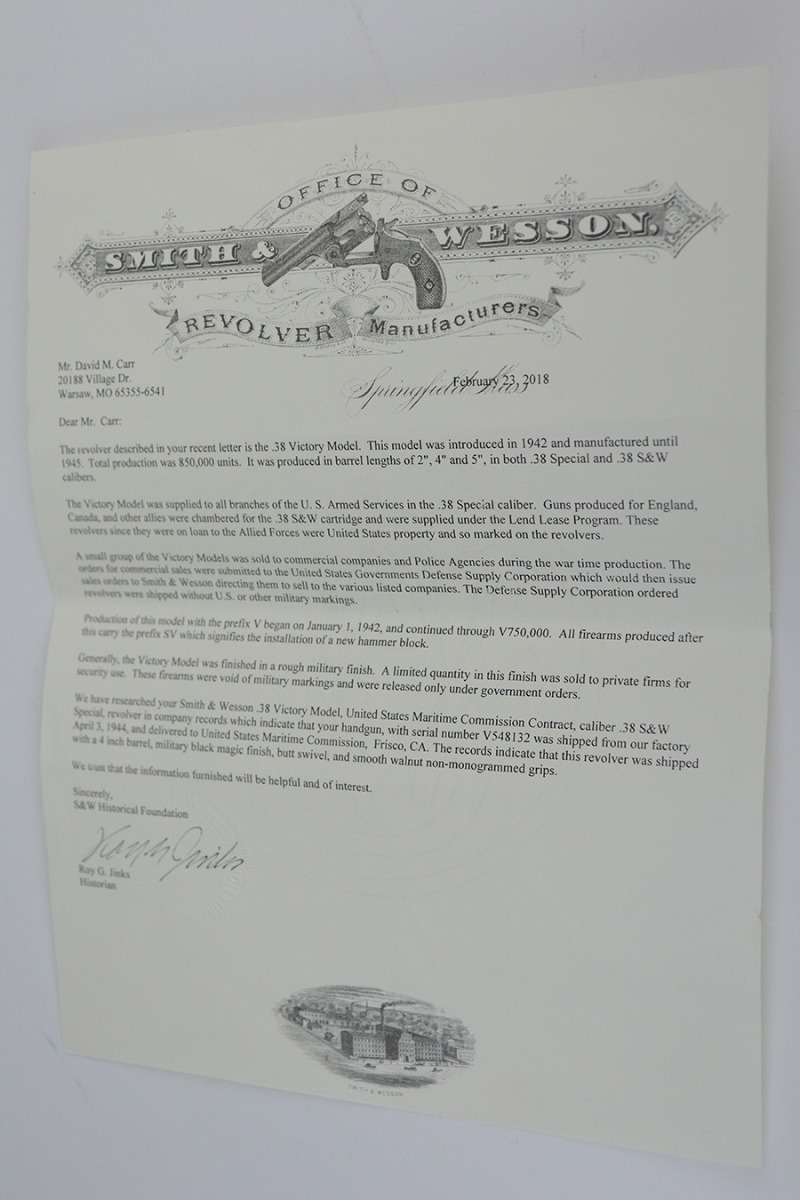 OFFICE OF
SMITH & WESSON.
REVOLVER Manufacturers.
Springfield Mass
February 23, 2018
Mr. David M. Carr
20188 Village Dr.
Warsaw, MO 65355-6541
Dear Mr. Carr:
The revolver described in your recent letter is the .38 Victory Model. This model was introduced in 1942 and manufactured until
1945. Total production was 850,000 units. It was produced in barrel lengths of 2", 4" and 5", in both .38 Special and .38 S&W
calibers.
The Victory Model was supplied to all branches of the U. S. Armed Services in the .38 Special caliber. Guns produced for England,
Canada, and other allies were chambered for the .38 S&W cartridge and were supplied under the Lend Lease Program. These
revolvers since they were on loan to the Allied Forces were United States property and so marked on the revolvers.
A small group of the Victory Models was sold to commercial companies and Police Agencies during the war time production. The
orders for commercial sales were submitted to the United States Governments Defense Supply Corporation which would then issue
sales orders to Smith & Wesson directing them to sell to the various listed companies. The Defense Supply Corporation ordered
revolvers were shipped without U.S. or other military markings.
Production of this model with the prefix V began on January 1, 1942, and continued through V750,000. All firearms produced after
this carry the prefix SV which signifies the installation of a new hammer block.
Generally, the Victory Model was finished in a rough military finish. A limited quantity in this finish was sold to private firms for
security use. These firearms were void of military markings and were released only under government orders.
We have researched your Smith & Wesson .38 Victory Model, United States Maritime Commission Contract, caliber .38 S&W
Special, revolver in company records which indicate that your handgun, with serial number V548132 was shipped from our factory
April 3, 1944, and delivered to United States Maritime Commission, Frisco, CA. The records indicate that this revolver was shipped
with a 4 inch barrel, military black magic finish, butt swivel, and smooth walnut non-monogrammed grips.
We trust that the information furnished will be helpful and of interest.
Sincerely,
S&W Historical Foundation
Roy G Jinks
Roy G. Jinks
Historian
SMITH & WESSON